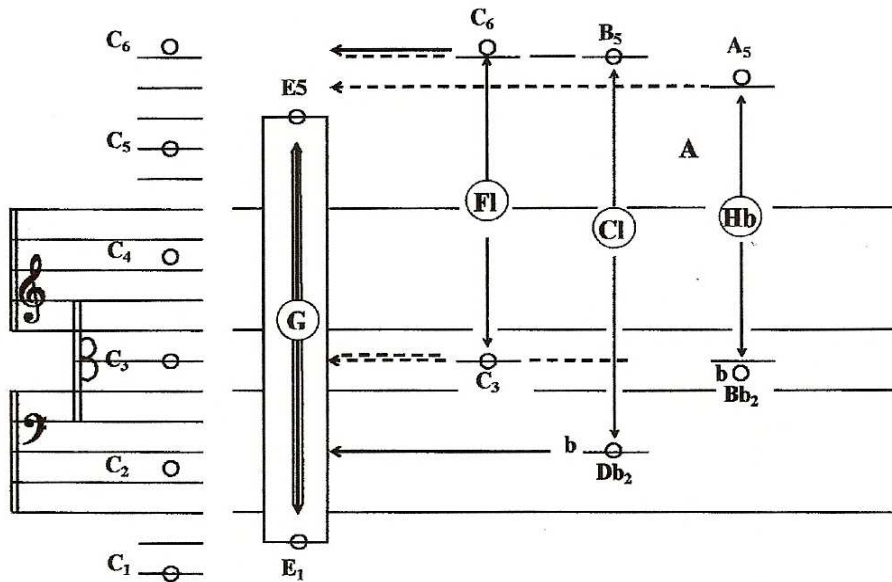 C6 C6 B5 A5
E5
C5 A
Fl Hb
Cl
C4
G
C3 C3 b Bb2
b Db2
C2
C1 E1